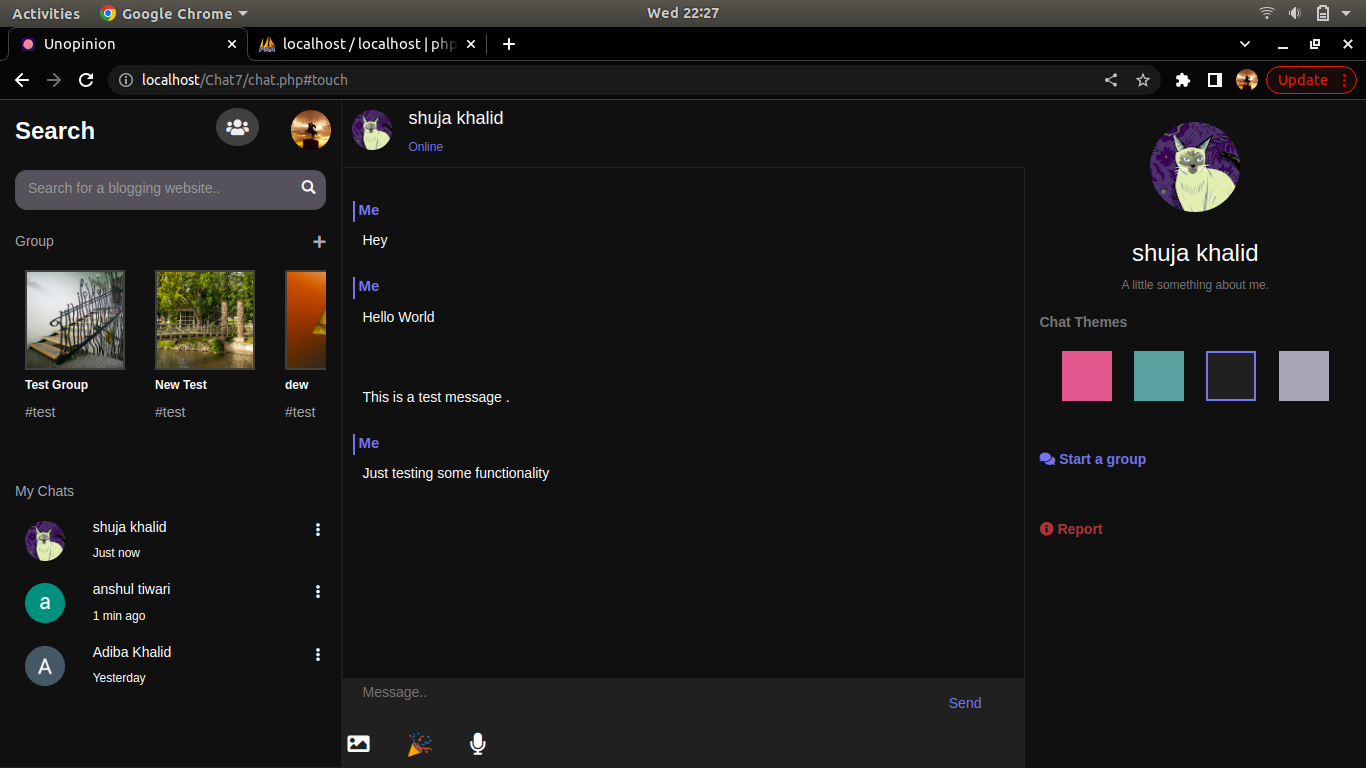 Activities
Google Chrome
Wed 22:27
Unopinion
localhost / localhost | php
localhost/Chat7/chat.php#touch
Update
Search
Search for a blogging website..
Group
Test Group
New Test
dew
#test
#test
#test
My Chats
shuja khalid
Just now
a
anshul tiwari
1 min ago
A
Adiba Khalid
Yesterday
shuja khalid
Online
Me
Hey
Me
Hello World
This is a test message .
Me
Just testing some functionality
Message..
Send
shuja khalid
A little something about me.
Chat Themes
Start a group
Report